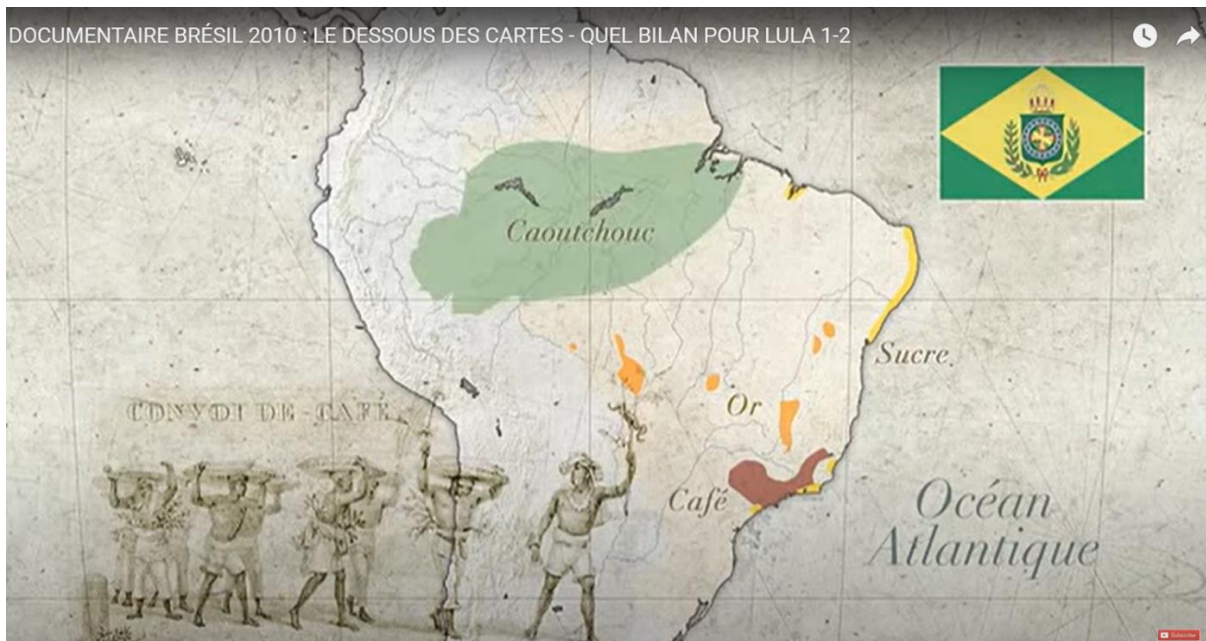 DOCUMENTAIRE BRÉSIL 2010 : LE DESSOUS DES CARTES - QUEL BILAN POUR LULA 1-2
Caoutchouc
Sucre
Or
CONVOI DE - CAFÉ
Café
Océan
Atlantique
Subscribe